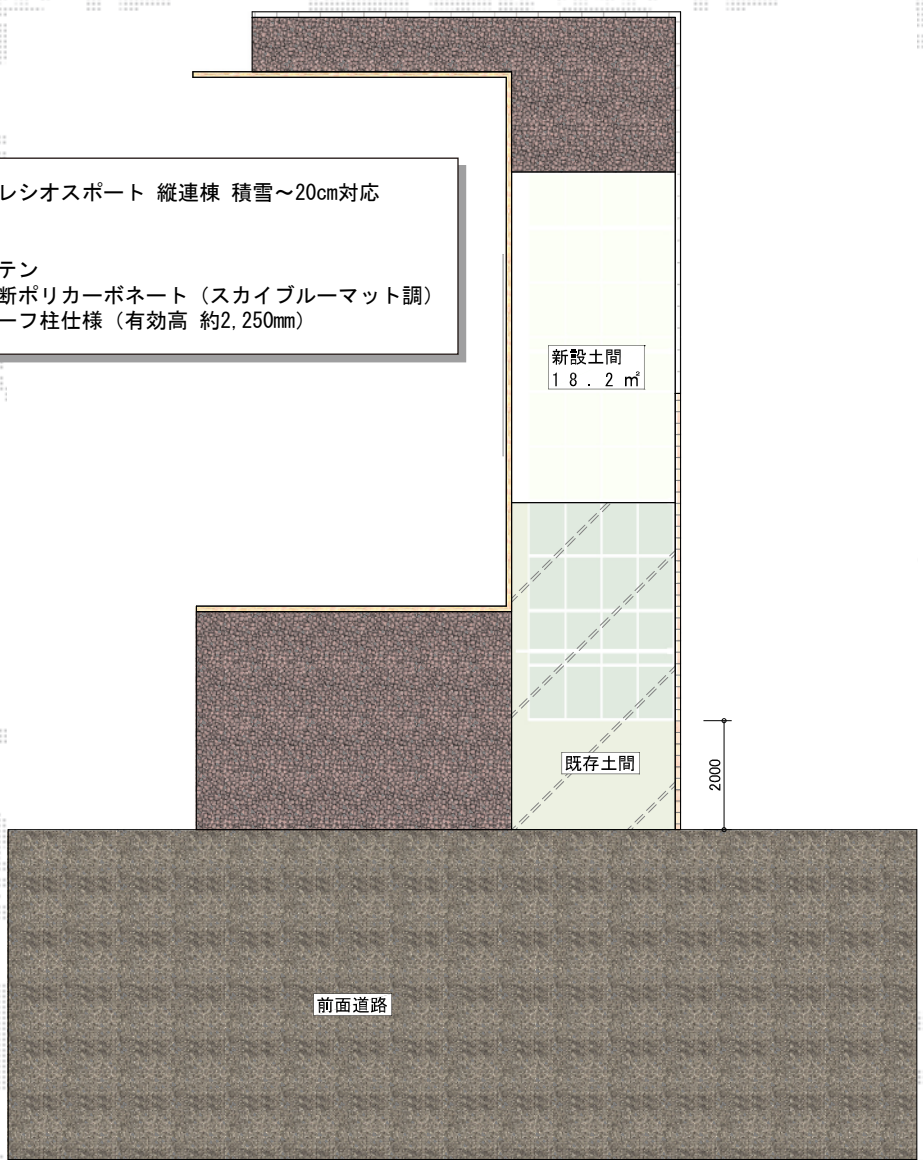 レシオスポート 縦連棟 積雪～20cm対応
テン
断ポリカーボネート（スカイブルーマット調）
ーフ柱仕様（有効高 約2,250mm）
新設土間
18.2㎡
既存土間
2000
前面道路